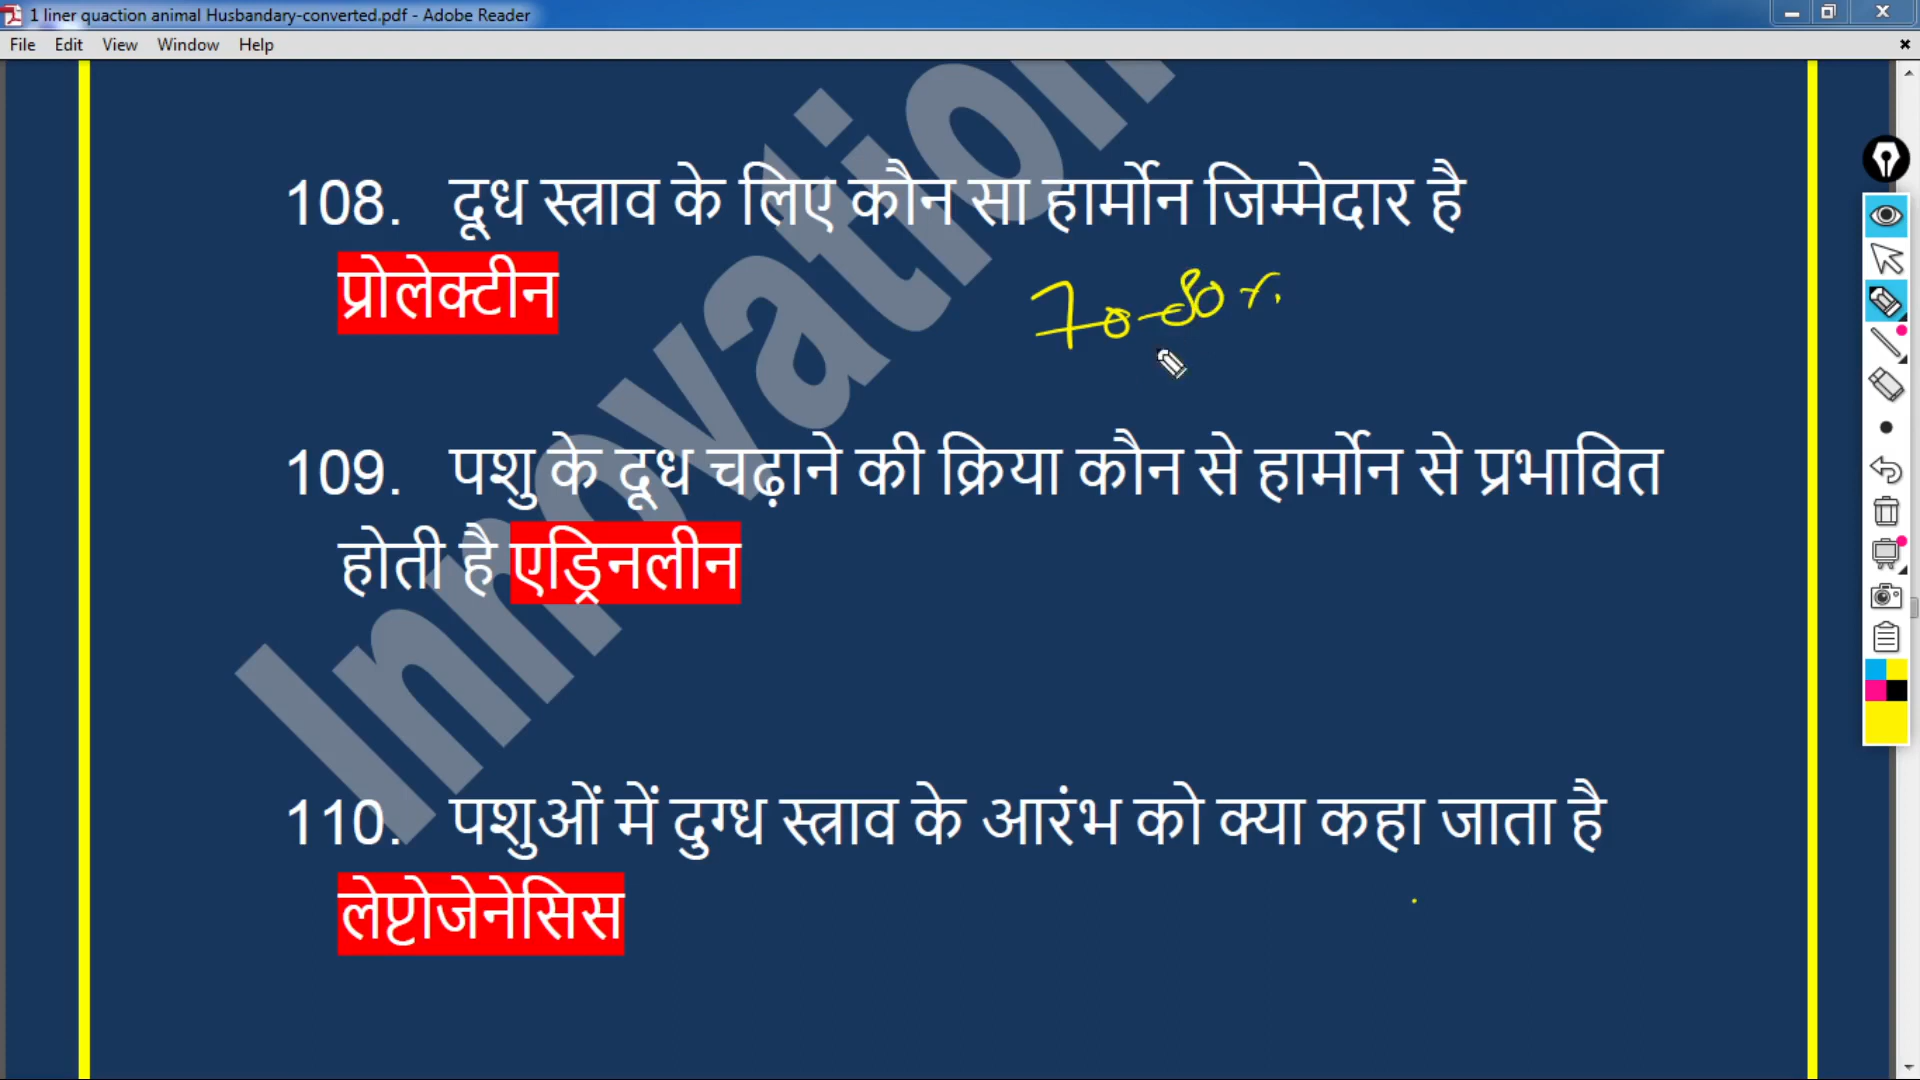 1 liner quaction animal Husbandary-converted.pdf - Adobe Reader
File Edit View Window Help
108. दूध स्त्राव के लिए कौन सा हार्मोन जिम्मेदार है
प्रोलेक्टीन
70-80%
109. पशु के दूध चढ़ाने की क्रिया कौन से हार्मोन से प्रभावित
होती है एड्रिनलीन
110. पशुओं में दुग्ध स्त्राव के आरंभ को क्या कहा जाता है
लेप्टोजेनेसिस
Innovation